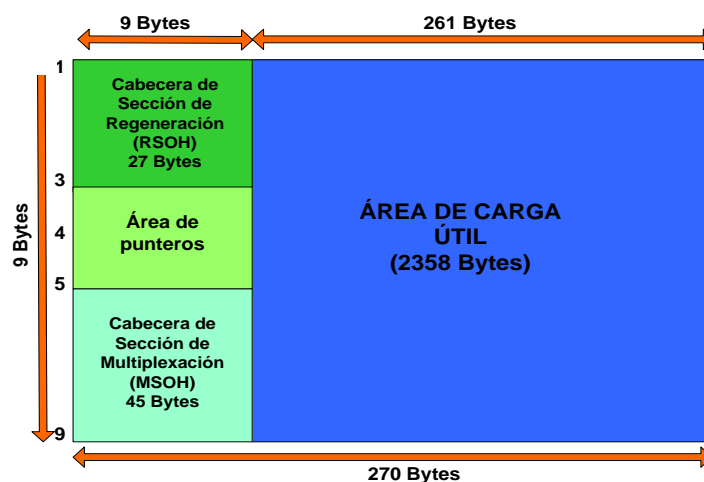 9 Bytes
261 Bytes
1
Cabecera de
Sección de
Regeneración
(RSOH)
27 Bytes
3
Área de
punteros
4
5
9 Bytes
Cabecera de
Sección de
Multiplexación
(MSOH)
45 Bytes
9
ÁREA DE CARGA
ÚTIL
(2358 Bytes)
270 Bytes